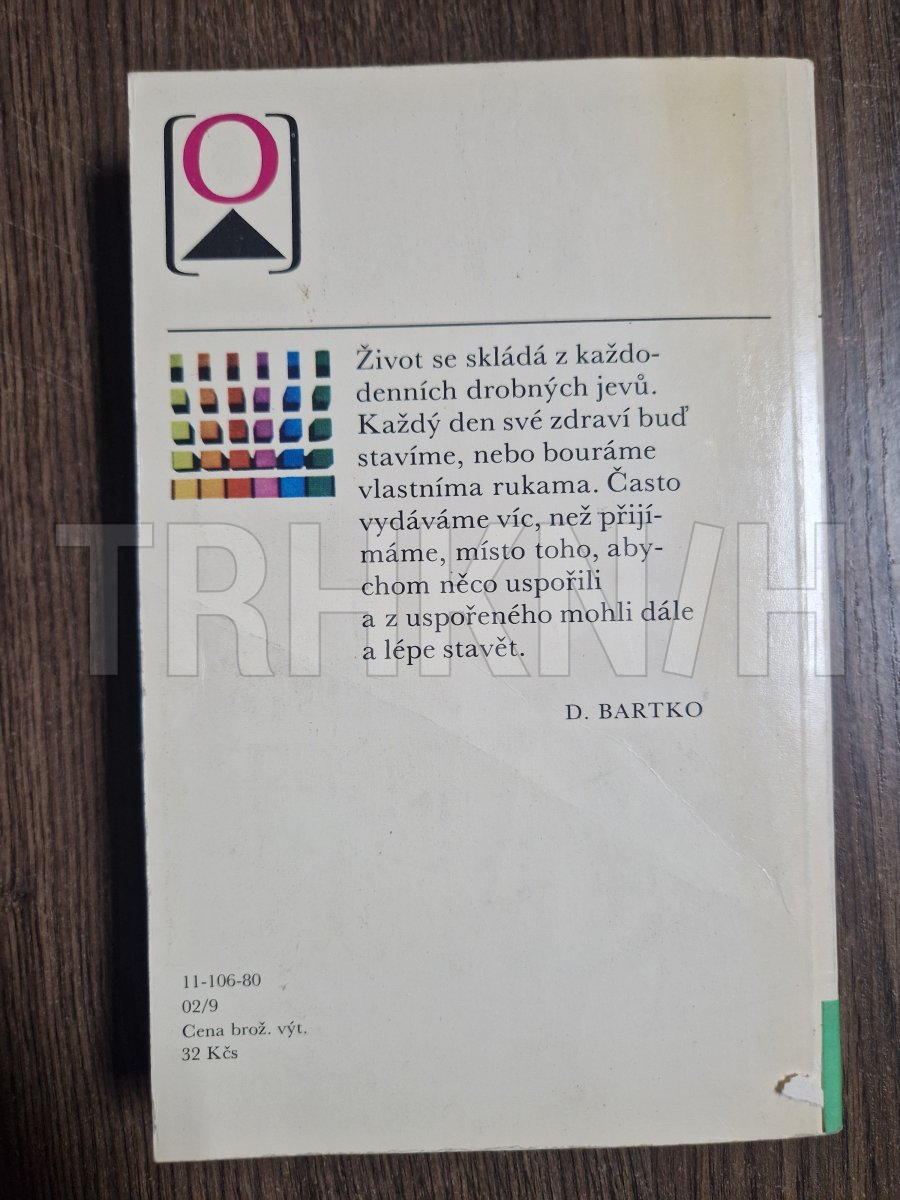 O
Život se skládá z každo-
denních drobných jevů.
Každý den své zdraví buď
stavíme, nebo bouráme
vlastníma rukama. Často
vydáváme víc, než přijí-
máme, místo toho, aby-
chom něco uspořili
a z uspořeného mohli dále
a lépe stavět.
D. BARTKO
TRHKNIH
11-106-80
02/9
Cena brož. výt.
32 Kčs